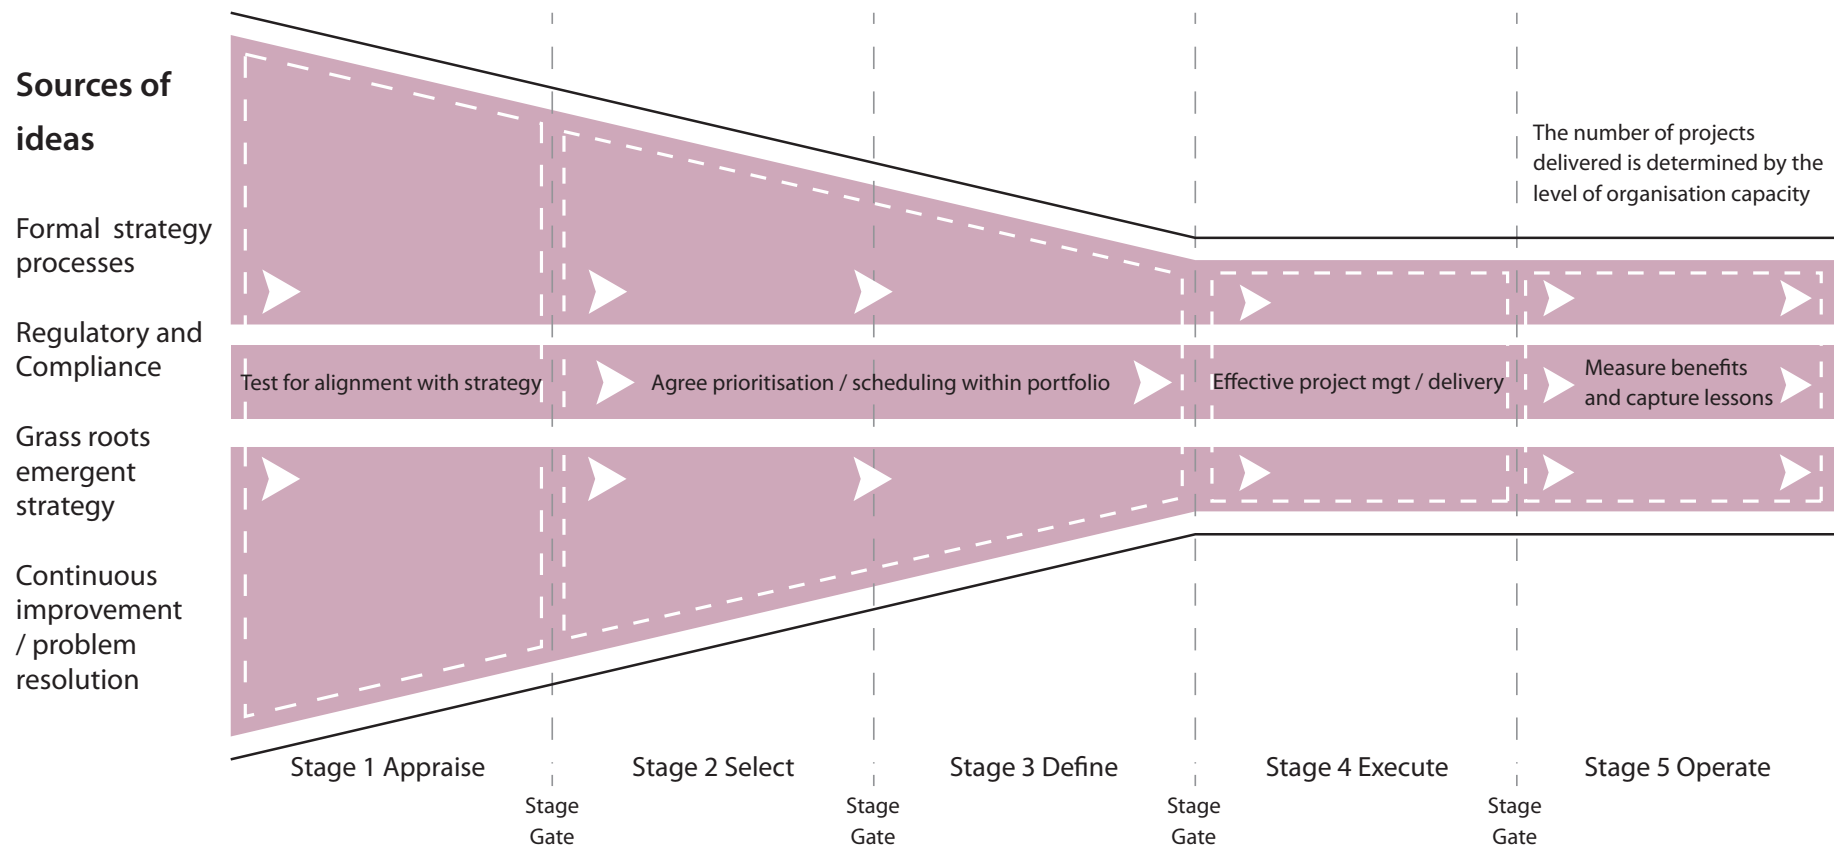 Sources of
ideas
Formal strategy
processes
Regulatory and
Compliance
Grass roots
emergent
strategy
Continuous
improvement
/ problem
resolution
The number of projects
delivered is determined by the
level of organisation capacity
Test for alignment with strategy
Agree prioritisation / scheduling within portfolio
Effective project mgt / delivery
Measure benefits
and capture lessons
Stage 1 Appraise
Stage 2 Select
Stage 3 Define
Stage 4 Execute
Stage 5 Operate
Stage
Gate
Stage
Gate
Stage
Gate
Stage
Gate